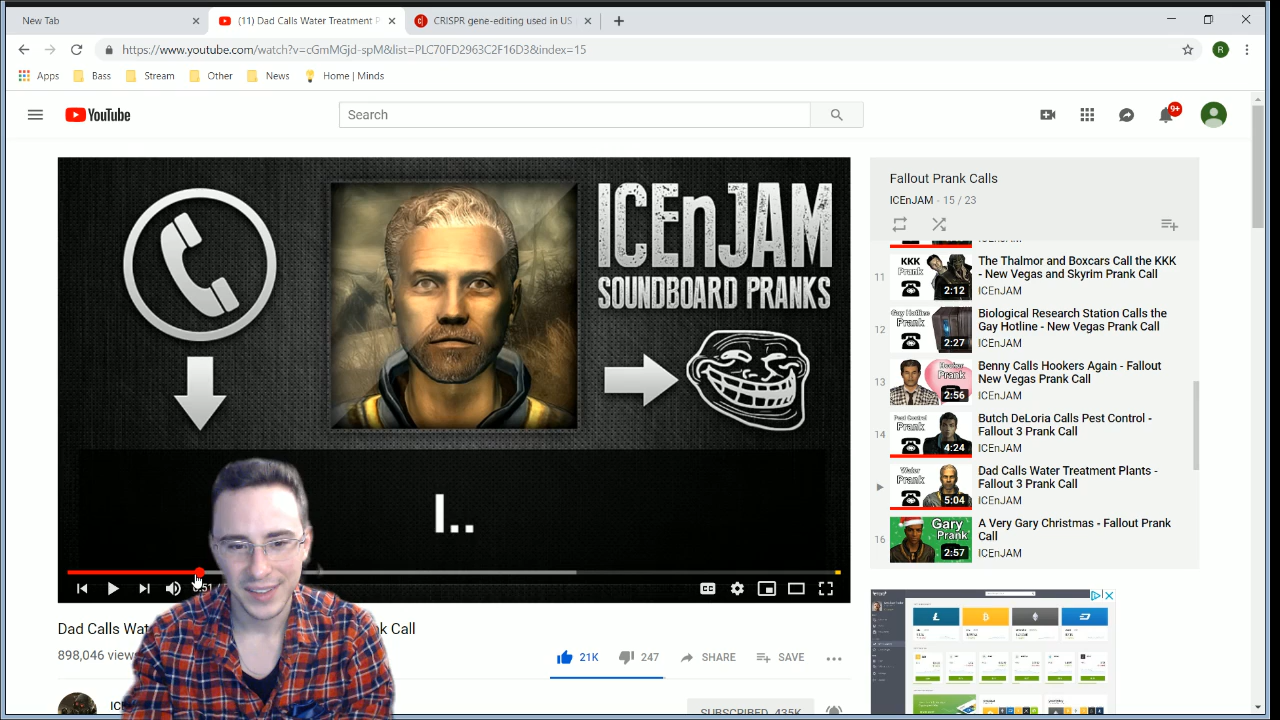 New Tab
(11) Dad Calls Water Treatment P
CRISPR gene-editing used in US
https://www.youtube.com/watch?v=cGmMGjd-spM&list=PLC70FD2963C2F16D3&index=15
R
Apps
Bass
Stream
Other
News
Home | Minds
YouTube
Search
9+
ICEnJAM
SOUNDBOARD PRANKS
I..
CC
Dad Calls Wat
Call
898,04
21K
SHARE
SUBSCRIBED
Fallout Prank Calls
ICEnJAM - 15 / 23
ICEnJAM
11
KKK
Prank
2:12
The Thalmor and Boxcars Call the KKK
- New Vegas and Skyrim Prank Call
ICEnJAM
12
Gay Hotline
Prank
2:27
Biological Research Station Calls the
Gay Hotline - New Vegas Prank Call
ICEnJAM
13
Hooker
Prank
2:56
Benny Calls Hookers Again - Fallout
New Vegas Prank Call
ICEnJAM
14
Pest Control
Prank
4:24
Butch DeLoria Calls Pest Control -
Fallout 3 Prank Call
ICEnJAM
Water
Prank
5:04
Dad Calls Water Treatment Plants -
Fallout 3 Prank Call
ICEnJAM
16
Gary
Prank
2:57
A Very Gary Christmas - Fallout Prank
Call
ICEnJAM